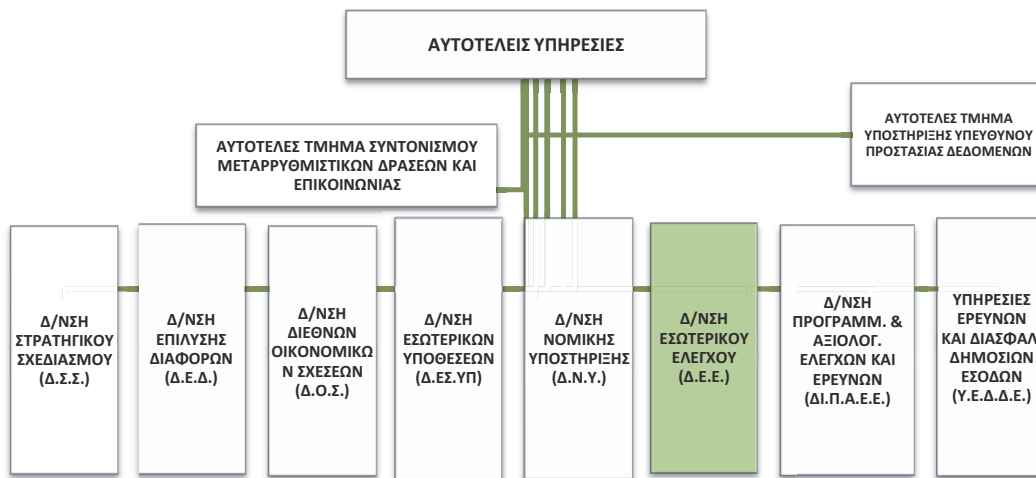 ΑΥΤΟΤΕΛΕΙΣ ΥΠΗΡΕΣΙΕΣ
ΑΥΤΟΤΕΛΕΣ ΤΜΗΜΑ ΣΥΝΤΟΝΙΣΜΟΥ
ΜΕΤΑΡΡΥΘΜΙΣΤΙΚΩΝ ΔΡΑΣΕΩΝ ΚΑΙ
ΕΠΙΚΟΙΝΩΝΙΑΣ
ΑΥΤΟΤΕΛΕΣ ΤΜΗΜΑ
ΥΠΟΣΤΗΡΙΞΗΣ ΥΠΕΥΘΥΝΟΥ
ΠΡΟΣΤΑΣΙΑΣ ΔΕΔΟΜΕΝΩΝ
Δ/ΝΣΗ
ΣΤΡΑΤΗΓΙΚΟΥ
ΣΧΕΔΙΑΣΜΟΥ
(Δ.Σ.Σ.)
Δ/ΝΣΗ
ΕΠΙΛΥΣΗΣ
ΔΙΑΦΟΡΩΝ
(Δ.Ε.Δ.)
Δ/ΝΣΗ
ΔΙΕΘΝΩΝ
ΟΙΚΟΝΟΜΙΚΩ
Ν ΣΧΕΣΕΩΝ
(Δ.Ο.Σ.)
Δ/ΝΣΗ
ΕΣΩΤΕΡΙΚΩΝ
ΥΠΟΘΕΣΕΩΝ
(Δ.ΕΣ.ΥΠ)
Δ/ΝΣΗ
ΝΟΜΙΚΗΣ
ΥΠΟΣΤΗΡΙΞΗΣ
(Δ.Ν.Υ.)
Δ/ΝΣΗ
ΕΣΩΤΕΡΙΚΟΥ
ΕΛΕΓΧΟΥ
(Δ.Ε.Ε.)
Δ/ΝΣΗ
ΠΡΟΓΡΑΜΜ. &
ΑΞΙΟΛΟΓ.
ΕΛΕΓΧΩΝ ΚΑΙ
ΕΡΕΥΝΩΝ
(ΔΙ.Π.Α.Ε.Ε.)
ΥΠΗΡΕΣΙΕΣ
ΕΡΕΥΝΩΝ
ΚΑΙ ΔΙΑΣΦΑΛ
ΔΗΜΟΣΙΩΝ
ΕΣΟΔΩΝ
(Υ.Ε.Δ.Δ.Ε.)